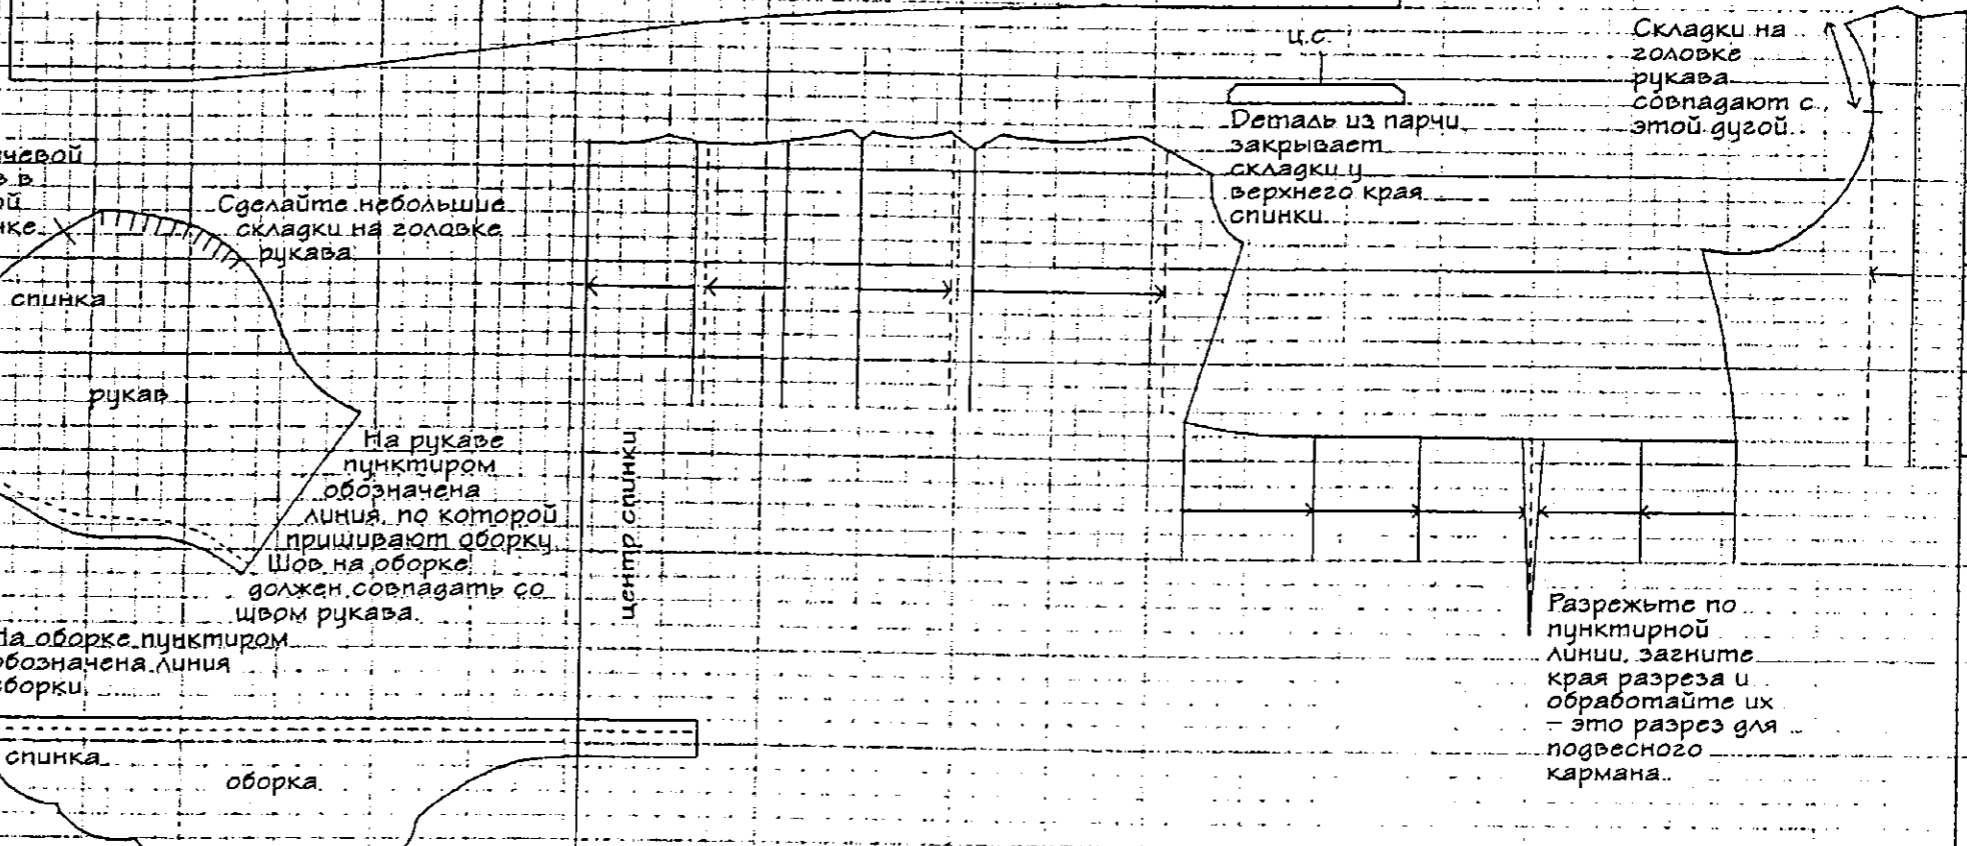 Сделайте небольшие
складки на головке
рукава
спинка
рукав
На рукаве
пунктиром
обозначена
линия, по которой
пришивают оборку
Шов на оборке
должен совпадать со
швом рукава.
На оборке пунктиром
обозначена линия
сборки.
спинка
оборка
центр спинки
ц.с.
Деталь из парчи
закрывает
складки у
верхнего края
спинки.
Складки на
головке
рукава
совпадают с
этой дугой.
Разрежьте по
пунктирной
линии, загните
края разреза и
обработайте их
– это разрез для
подвесного
кармана.